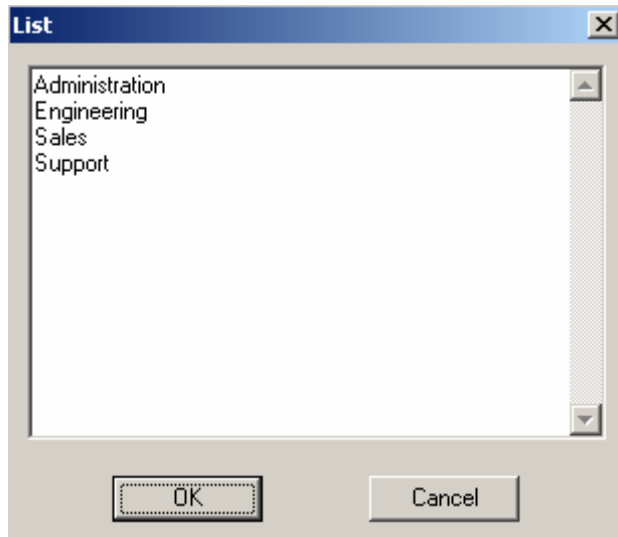 List
Administration
Engineering
Sales
Support
OK
Cancel